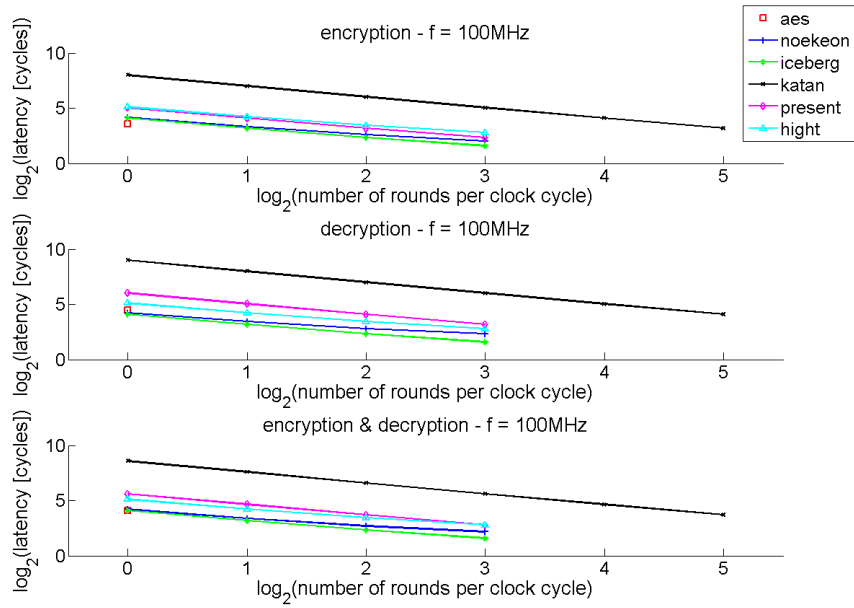 encryption - f = 100MHz
log2(latency [cycles])
10
5
0
0 1 2 3 4 5
log2(number of rounds per clock cycle)
aes
noekeon
iceberg
katan
present
hight
decryption - f = 100MHz
log2(latency [cycles])
10
5
0
0 1 2 3 4 5
log2(number of rounds per clock cycle)
encryption & decryption - f = 100MHz
log2(latency [cycles])
10
5
0
0 1 2 3 4 5
log2(number of rounds per clock cycle)